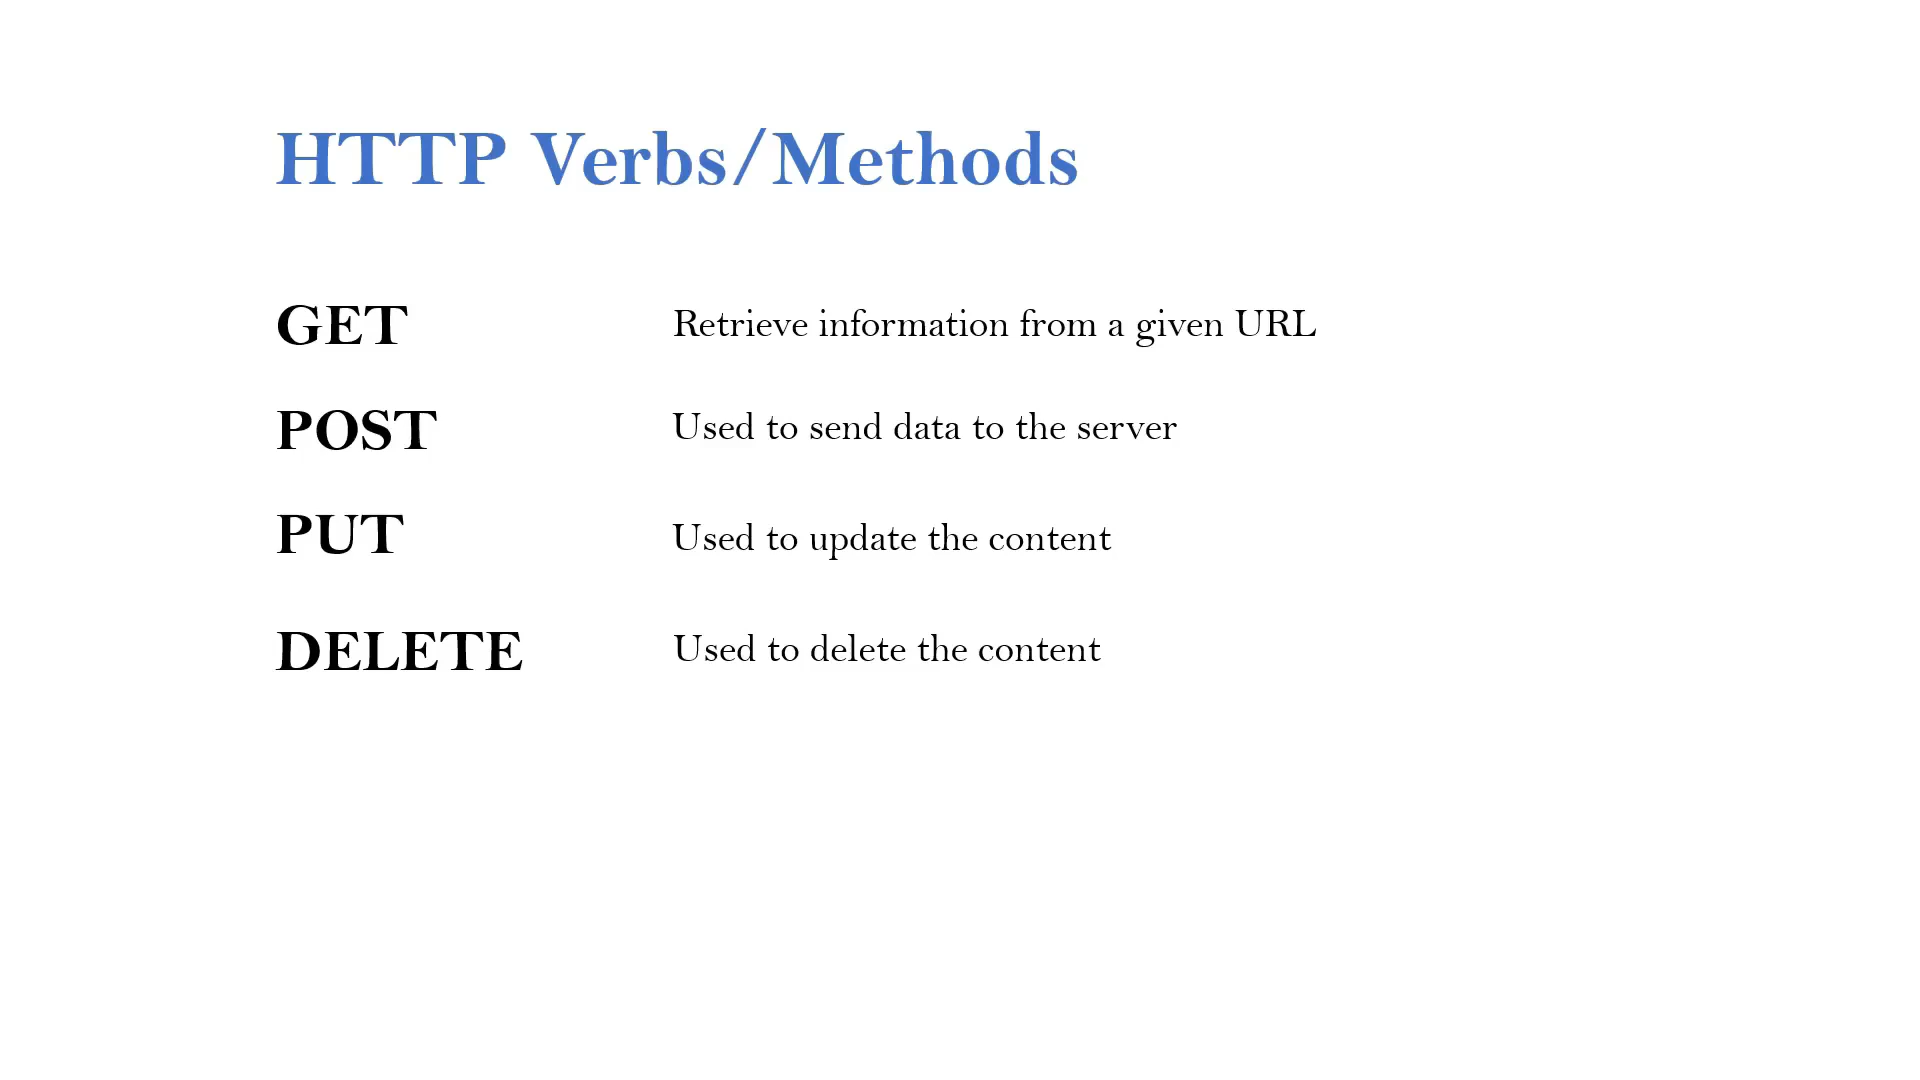 HTTP Verbs/Methods
GET Retrieve information from a given URL
POST Used to send data to the server
PUT Used to update the content
DELETE Used to delete the content